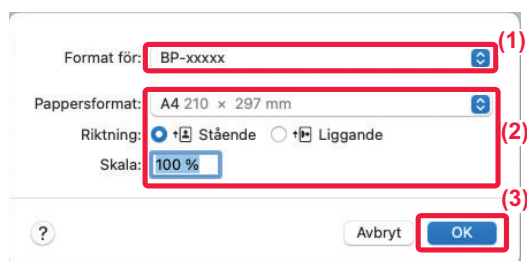 (1)
Format för: BP-xxxxx
Pappersformat: A4 210 × 297 mm
(2)
Riktning: Stående Liggande
Skala: 100 %
(3)
? Avbryt OK